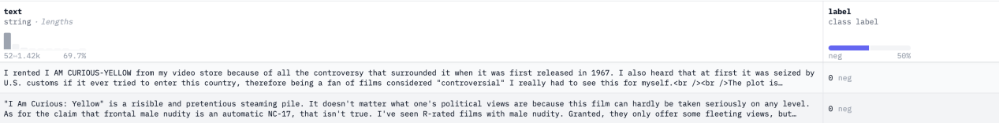 text
label
string · lengths
class label
52↔1.42k 69.7%
neg 50%
I rented I AM CURIOUS-YELLOW from my video store because of all the controversy that surrounded it when it was first released in 1967. I also heard that at first it was seized by
U.S. customs if it ever tried to enter this country, therefore being a fan of films considered "controversial" I really had to see this for myself.<br /><br />The plot is…
0 neg
"I Am Curious: Yellow" is a risible and pretentious steaming pile. It doesn't matter what one's political views are because this film can hardly be taken seriously on any level.
As for the claim that frontal male nudity is an automatic NC-17, that isn't true. I've seen R-rated films with male nudity. Granted, they only offer some fleeting views, but…
0 neg